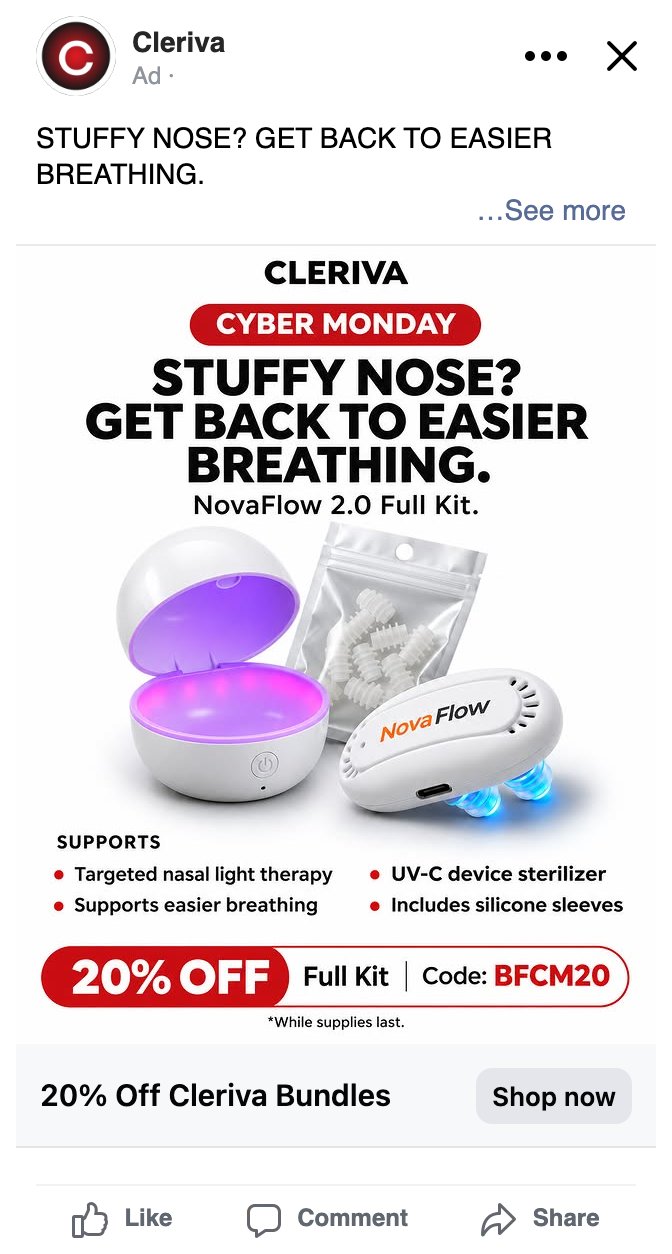 Cleriva
Ad ·
STUFFY NOSE? GET BACK TO EASIER
BREATHING.
...See more
CLERIVA
CYBER MONDAY
STUFFY NOSE?
GET BACK TO EASIER
BREATHING.
NovaFlow 2.0 Full Kit.
Nova Flow
SUPPORTS
• Targeted nasal light therapy
• Supports easier breathing
• UV-C device sterilizer
• Includes silicone sleeves
20% OFF Full Kit | Code: BFCM20
*While supplies last.
20% Off Cleriva Bundles
Shop now
Like Comment Share